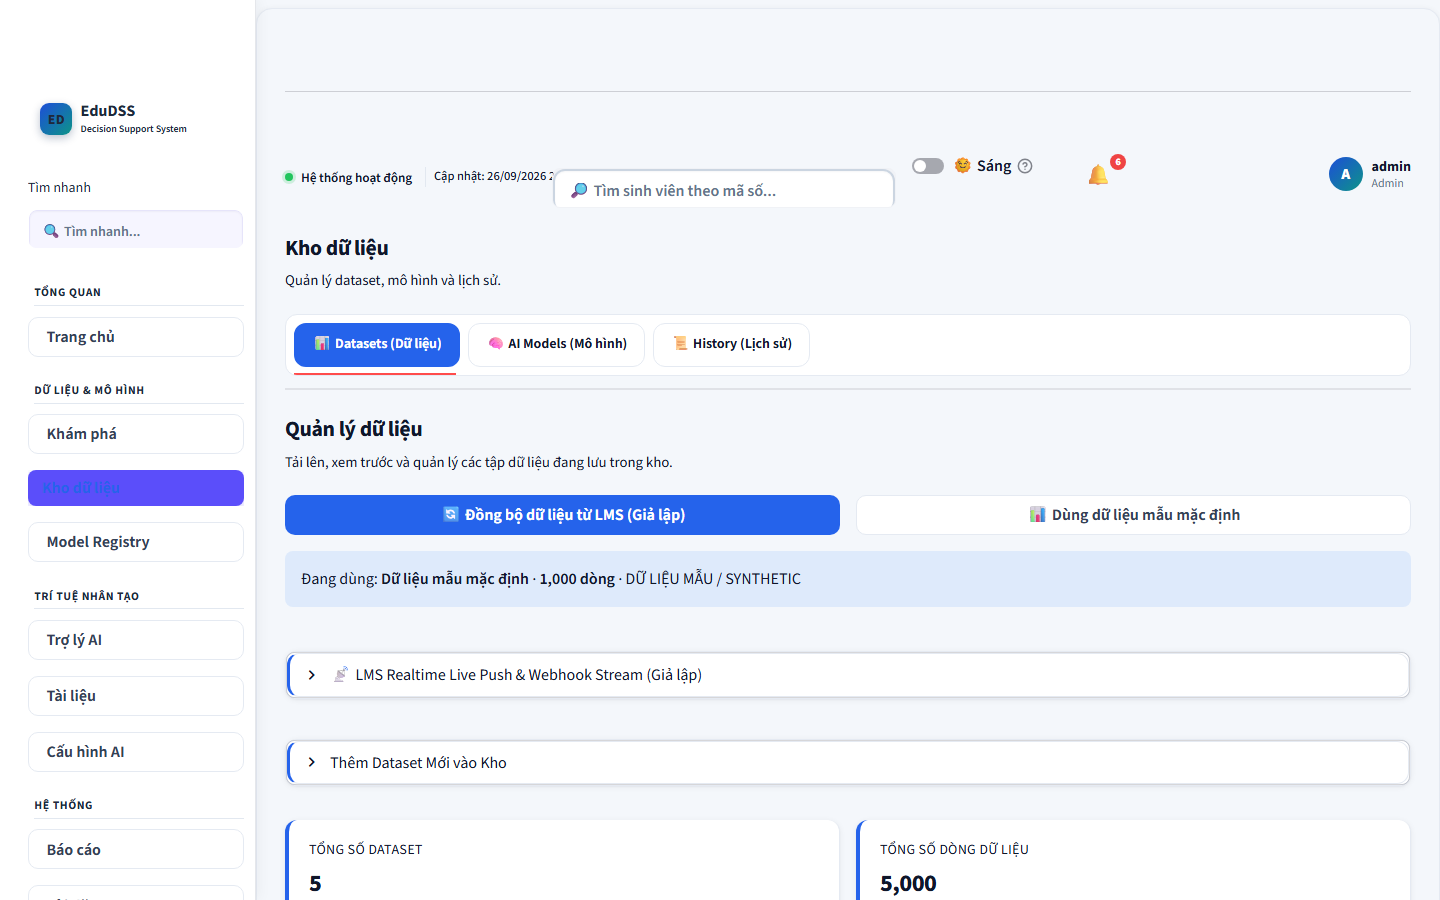 ED
EduDSS
Decision Support System
Tìm nhanh
Tìm nhanh...
TỔNG QUAN
Trang chủ
DỮ LIỆU & MÔ HÌNH
Khám phá
Kho dữ liệu
Model Registry
TRÍ TUỆ NHÂN TẠO
Trợ lý AI
Tài liệu
Cấu hình AI
HỆ THỐNG
Báo cáo
Hệ thống hoạt động
Cập nhật: 26/09/2026 2
Tìm sinh viên theo mã số...
Sáng
6
A
admin
Admin
Kho dữ liệu
Quản lý dataset, mô hình và lịch sử.
Datasets (Dữ liệu)
AI Models (Mô hình)
History (Lịch sử)
Quản lý dữ liệu
Tải lên, xem trước và quản lý các tập dữ liệu đang lưu trong kho.
Đồng bộ dữ liệu từ LMS (Giả lập)
Dùng dữ liệu mẫu mặc định
Đang dùng: Dữ liệu mẫu mặc định · 1,000 dòng · DỮ LIỆU MẪU / SYNTHETIC
LMS Realtime Live Push & Webhook Stream (Giả lập)
Thêm Dataset Mới vào Kho
TỔNG SỐ DATASET
5
TỔNG SỐ DÒNG DỮ LIỆU
5,000